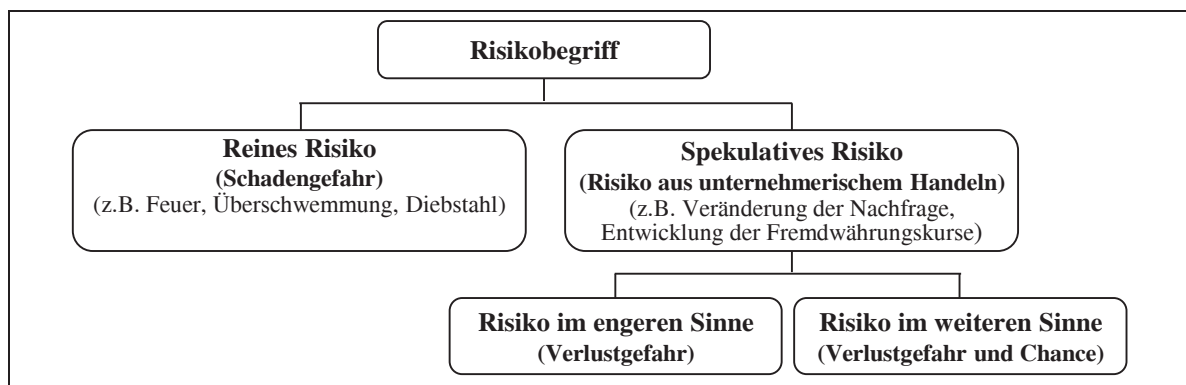 Risikobegriff
Reines Risiko
(Schadengefahr)
(z.B. Feuer, Überschwemmung, Diebstahl)
Spekulatives Risiko
(Risiko aus unternehmerischem Handeln)
(z.B. Veränderung der Nachfrage,
Entwicklung der Fremdwährungskurse)
Risiko im engeren Sinne
(Verlustgefahr)
Risiko im weiteren Sinne
(Verlustgefahr und Chance)